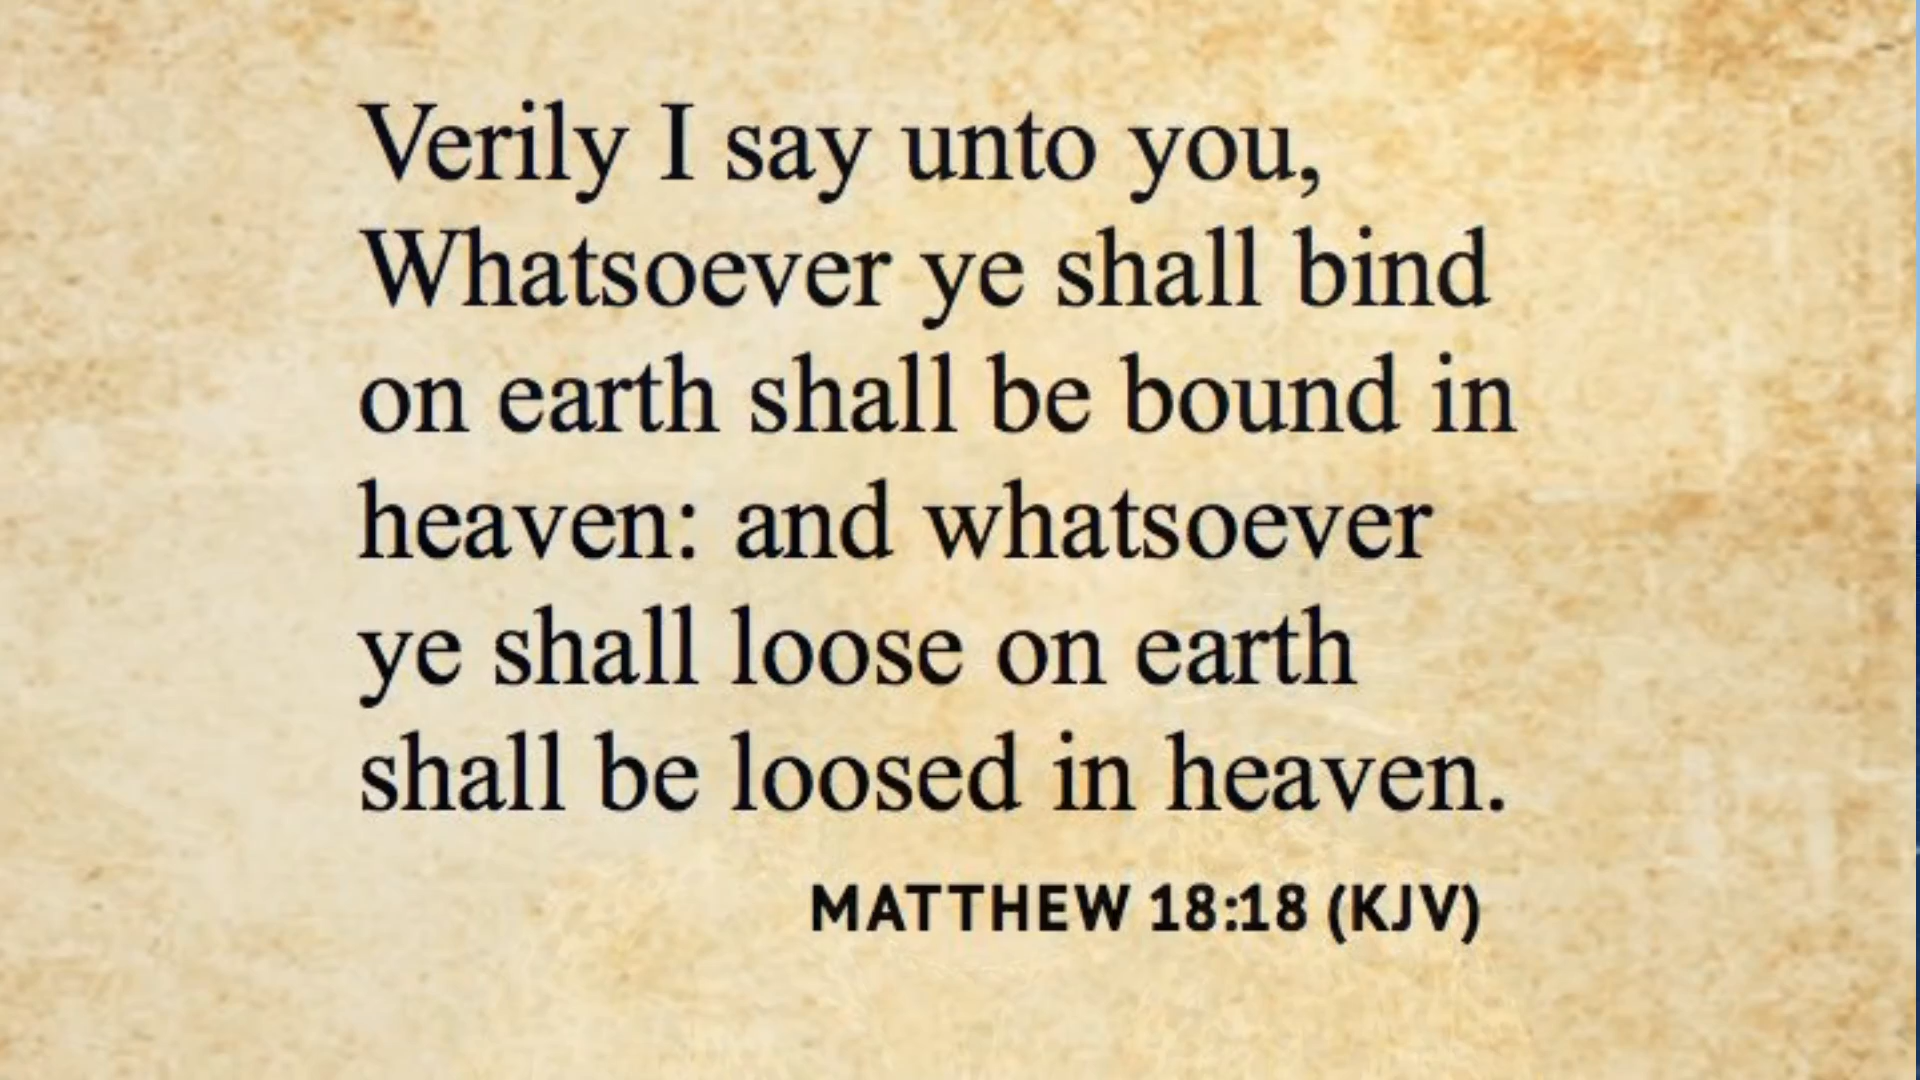 Verily I say unto you,
Whatsoever ye shall bind
on earth shall be bound in
heaven: and whatsoever
ye shall loose on earth
shall be loosed in heaven.
MATTHEW 18:18 (KJV)